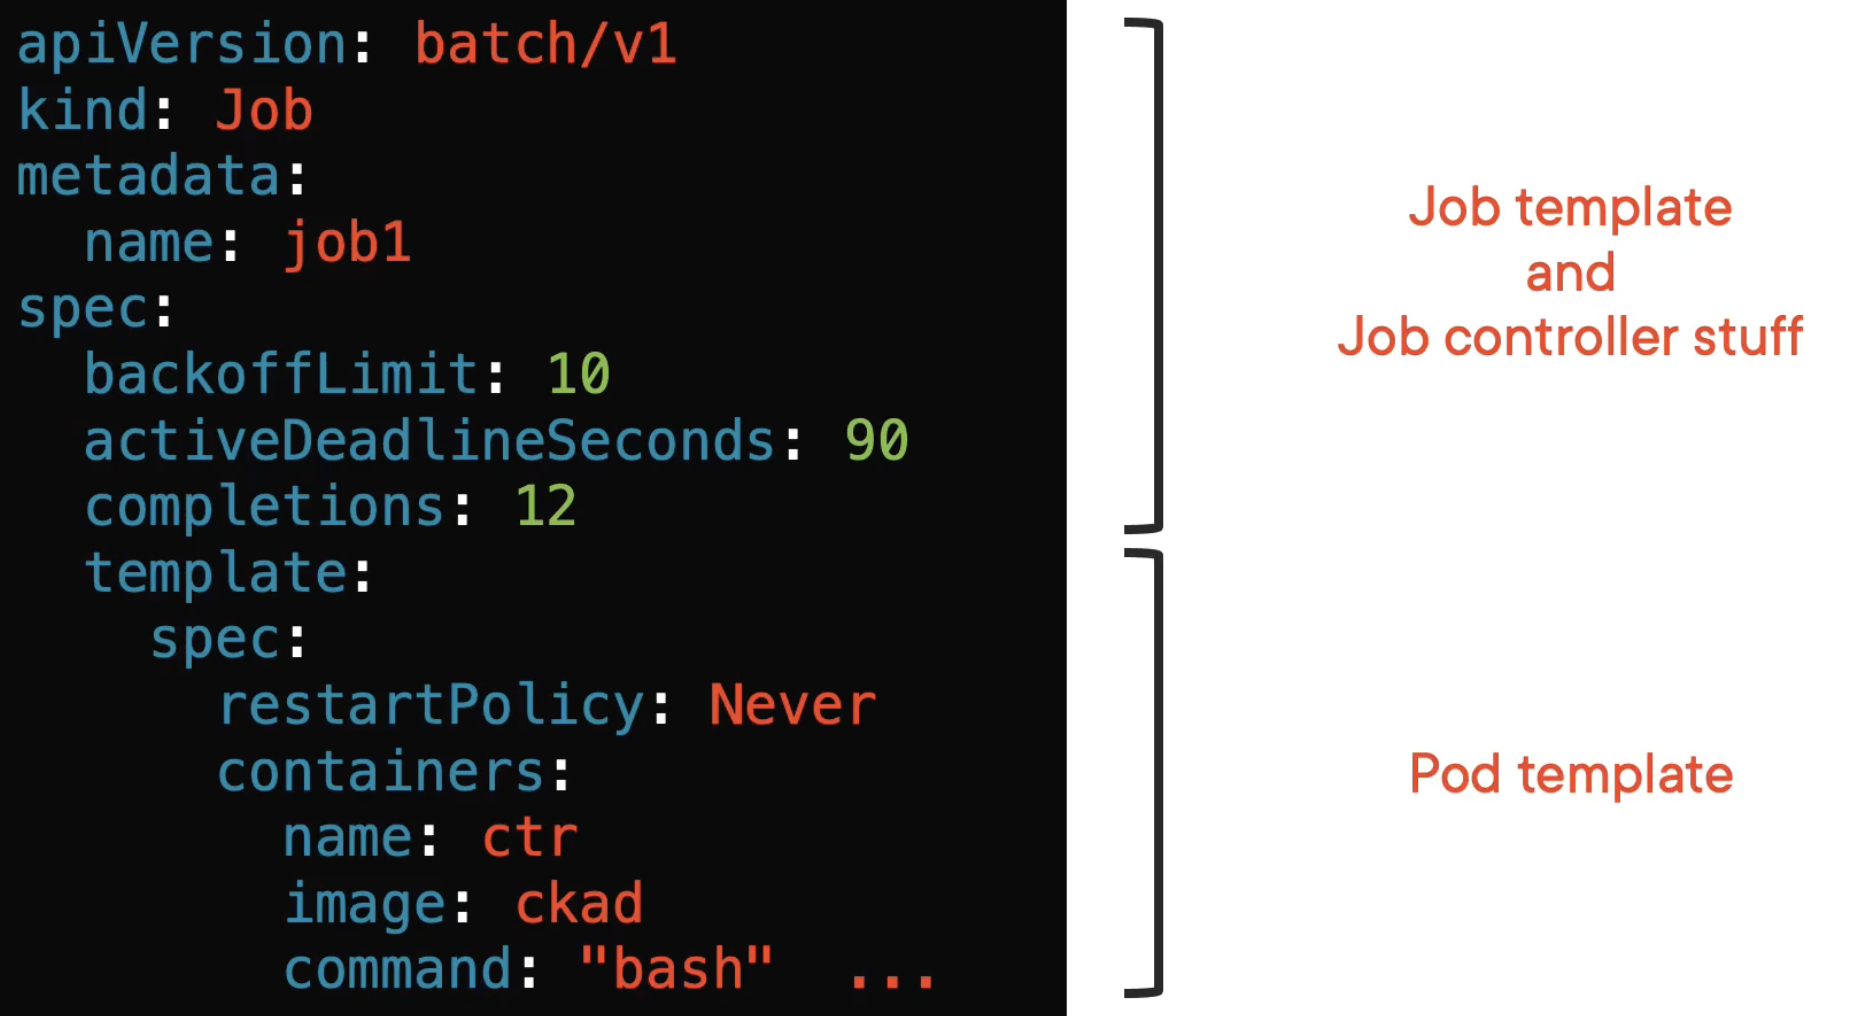 apiVersion: batch/v1
kind: Job
metadata:
  name: job1
spec:
  backoffLimit: 10
  activeDeadlineSeconds: 90
  completions: 12
  template:
    spec:
      restartPolicy: Never
      containers:
        name: ctr
        image: ckad
        command: "bash"  ...
Job template
and
Job controller stuff
Pod template